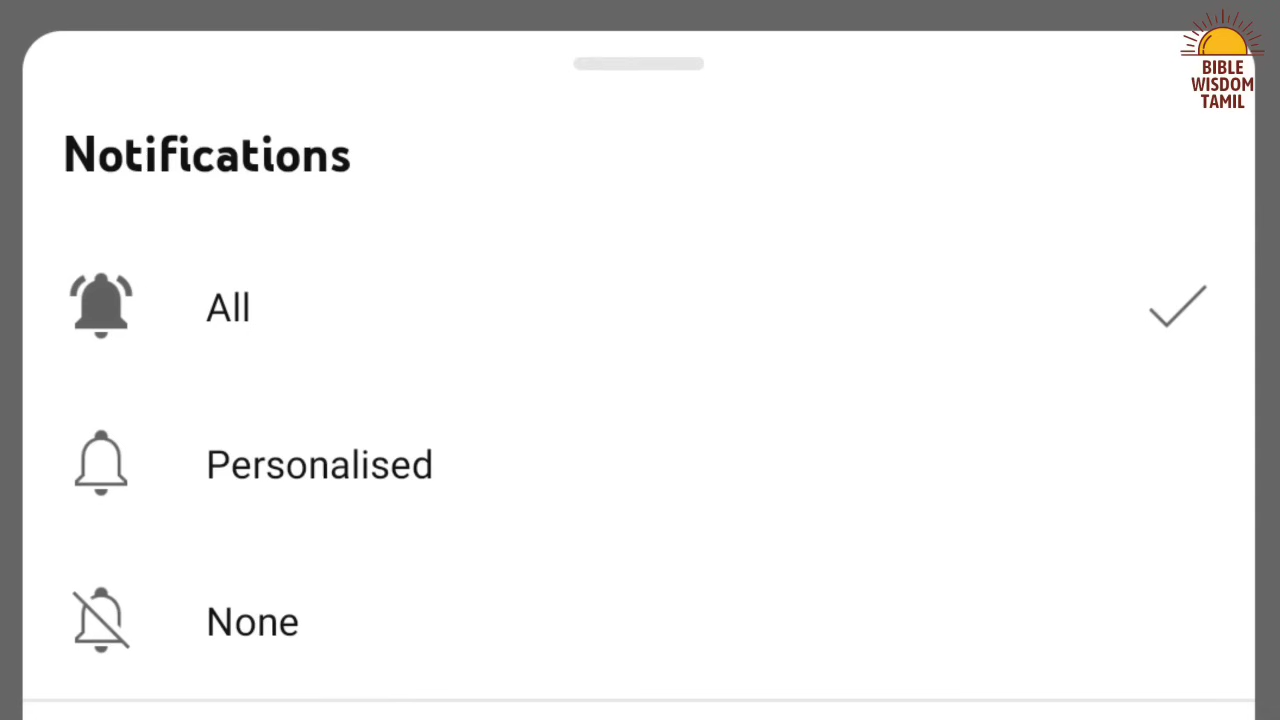 BIBLE
WISDOM
TAMIL
Notifications
All
Personalised
None